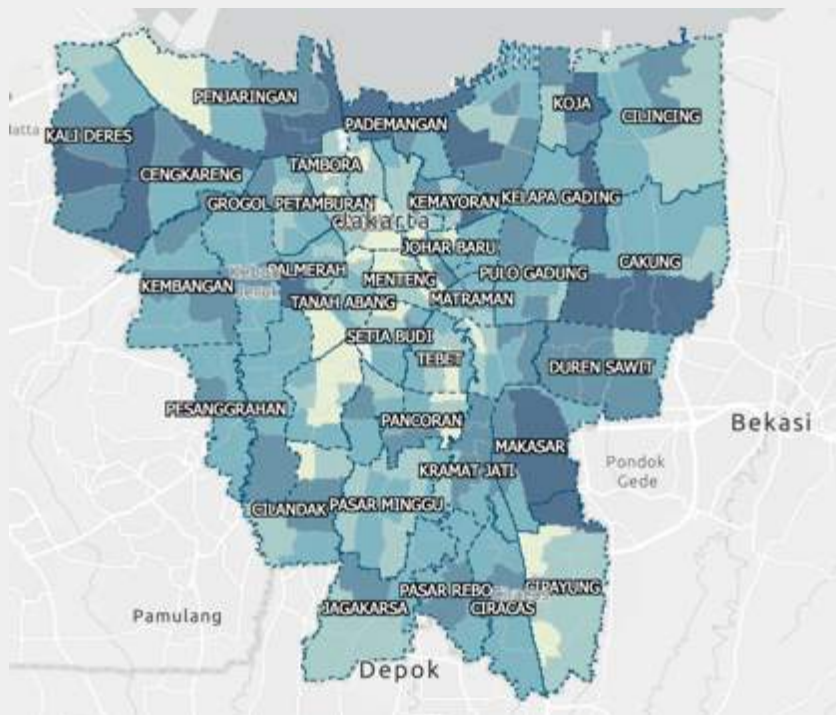 PENJARINGAN
KOJA
CILINCING
PADEMANGAN
atta
KALI DERES
TAMBORA
CENGKARENG
GROGOL PETAMBURAN
KEMAYORAN
KELAPA GADING
Jakarta
JOHAR BARU
CAKUNG
PALMERAH
MENTENG
PULO GADUNG
KEMBANGAN
TANAH ABANG
MATRAMAN
SETIA BUDI
TEBET
DUREN SAWIT
PESANGGRAHAN
PANCORAN
Bekasi
MAKASAR
Pondok
Gede
KRAMAT JATI
CILANDAK
PASAR MINGGU
PASAR REBO
CIPAYUNG
JAGAKARSA
CIRACAS
Pamulang
Depok